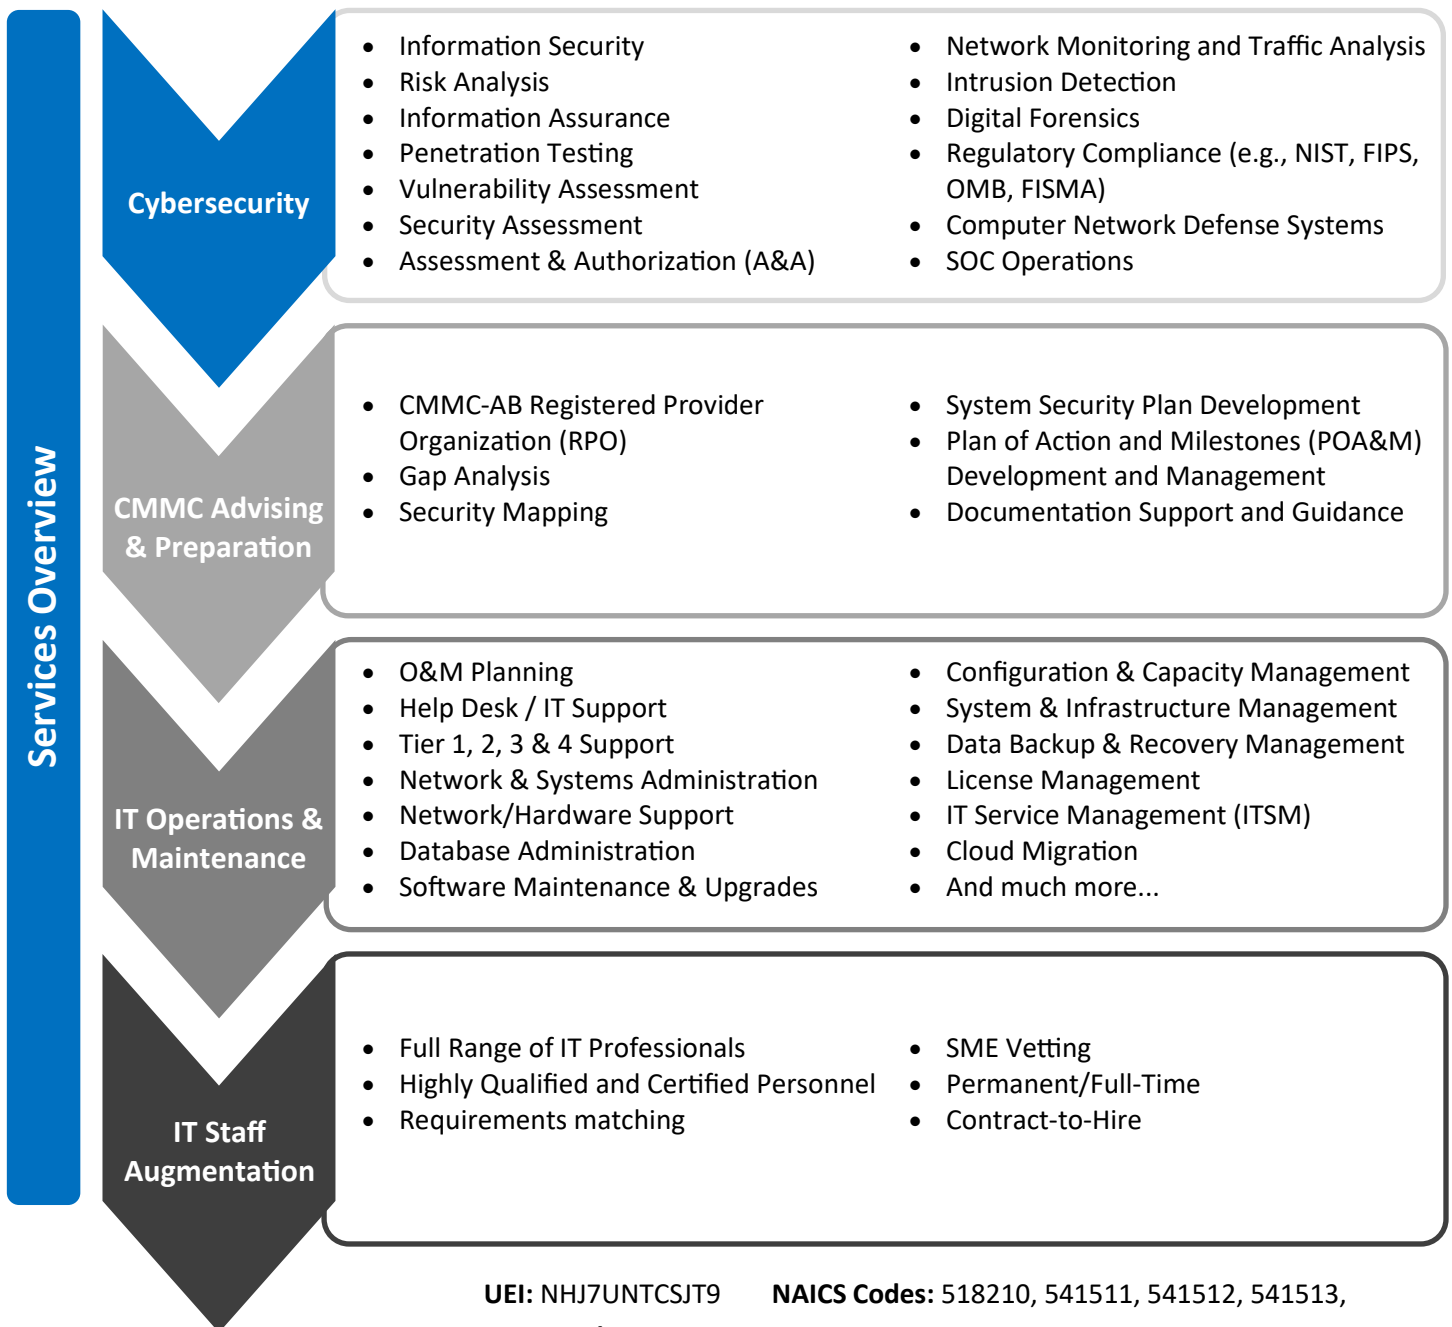 Services Overview
Cybersecurity
• Information Security
• Risk Analysis
• Information Assurance
• Penetration Testing
• Vulnerability Assessment
• Security Assessment
• Assessment & Authorization (A&A)
• Network Monitoring and Traffic Analysis
• Intrusion Detection
• Digital Forensics
• Regulatory Compliance (e.g., NIST, FIPS,
OMB, FISMA)
• Computer Network Defense Systems
• SOC Operations
CMMC Advising
& Preparation
• CMMC-AB Registered Provider
Organization (RPO)
• Gap Analysis
• Security Mapping
• System Security Plan Development
• Plan of Action and Milestones (POA&M)
Development and Management
• Documentation Support and Guidance
IT Operations &
Maintenance
• O&M Planning
• Help Desk / IT Support
• Tier 1, 2, 3 & 4 Support
• Network & Systems Administration
• Network/Hardware Support
• Database Administration
• Software Maintenance & Upgrades
• Configuration & Capacity Management
• System & Infrastructure Management
• Data Backup & Recovery Management
• License Management
• IT Service Management (ITSM)
• Cloud Migration
• And much more...
IT Staff
Augmentation
• Full Range of IT Professionals
• Highly Qualified and Certified Personnel
• Requirements matching
• SME Vetting
• Permanent/Full-Time
• Contract-to-Hire
UEI: NHJ7UNTCSJT9 NAICS Codes: 518210, 541511, 541512, 541513,